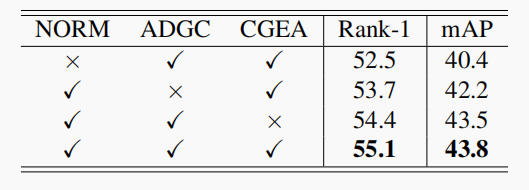 NORM ADGC CGEA Rank-1 mAP
× ✓ ✓ 52.5 40.4
✓ × ✓ 53.7 42.2
✓ ✓ × 54.4 43.5
✓ ✓ ✓ 55.1 43.8